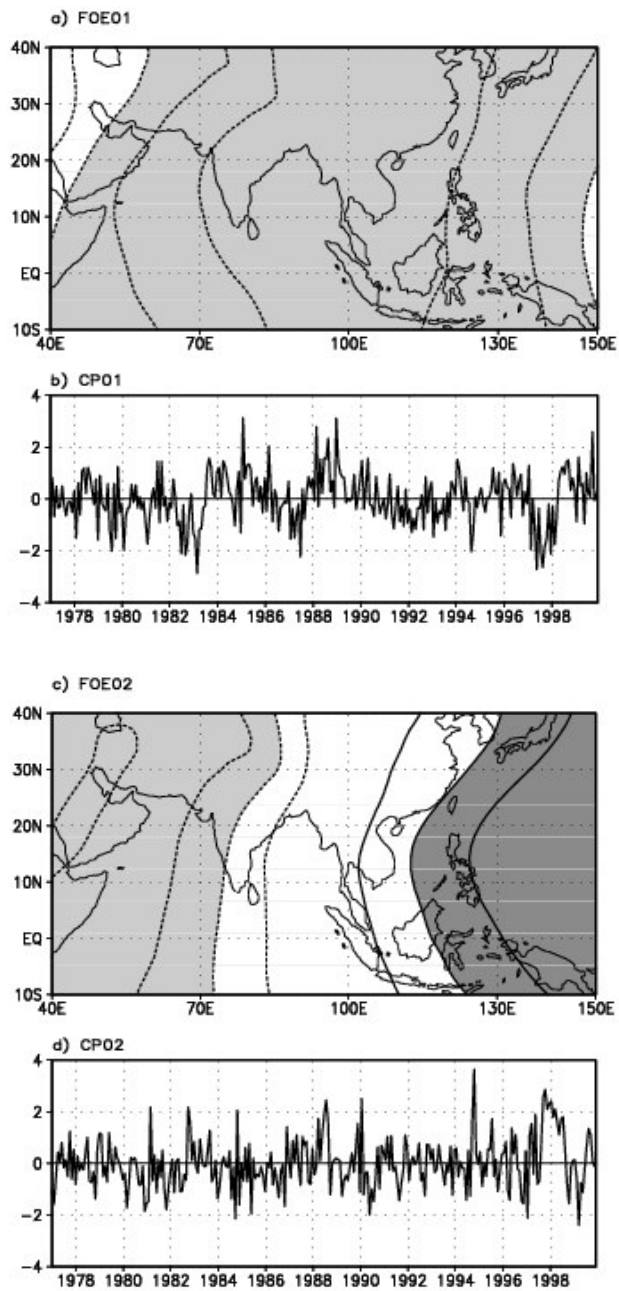 a) FOE01
40N
30N
20N
10N
EQ
10S
40E 70E 100E 130E 150E
b) CP01
4
2
0
-2
-4
1978 1980 1982 1984 1986 1988 1990 1992 1994 1996 1998
c) FOE02
40N
30N
20N
10N
EQ
10S
40E 70E 100E 130E 150E
d) CP02
4
2
0
-2
-4
1978 1980 1982 1984 1986 1988 1990 1992 1994 1996 1998